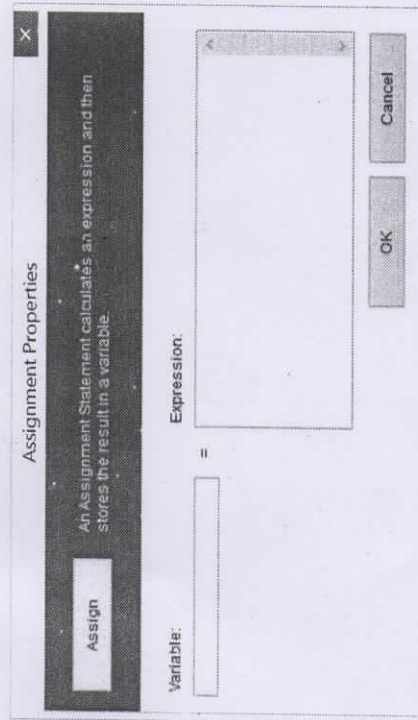 Assignment Properties
X
Assign
An Assignment Statement calculates an expression and then
stores the result in a variable.
Variable:
Expression:
=
OK
Cancel